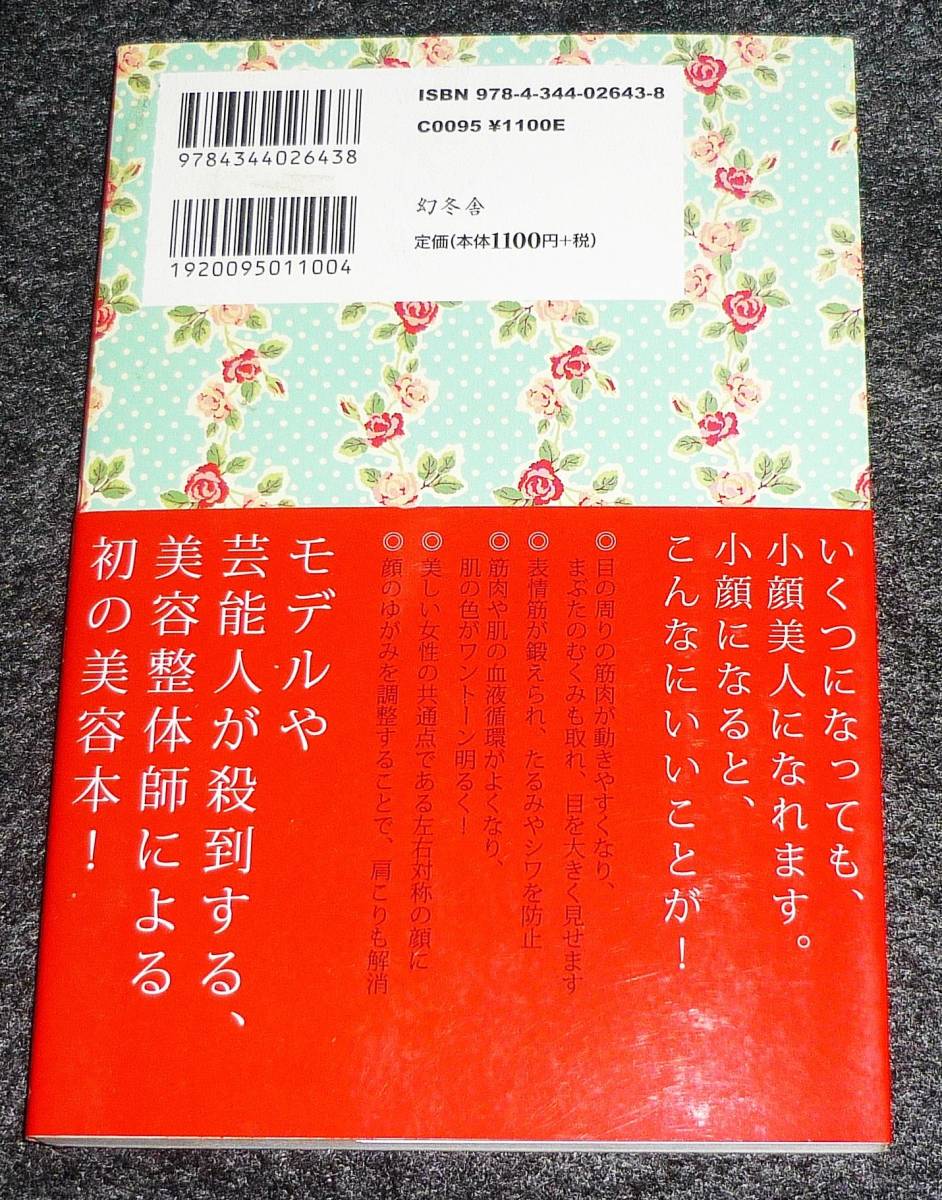 ISBN 978-4-344-02643-8
C0095 ¥1100E
9784344026438
幻冬舎
定価(本体1100円+税)
1920095011004
いくつになっても、
小顔美人になれます。
小顔になると、
こんなにいいことが!
◎目の周りの筋肉が動きやすくなり、
まぶたのむくみも取れ、目を大きく見せます
◎表情筋が鍛えられ、たるみやシワを防止
◎筋肉や肌の血液循環がよくなり、
肌の色がワントーン明るく!
◎美しい女性の共通点である左右対称の顔に
◎顔のゆがみを調整することで、肩こりも解消
モデルや
芸能人が殺到する、
美容整体師による
初の美容本!